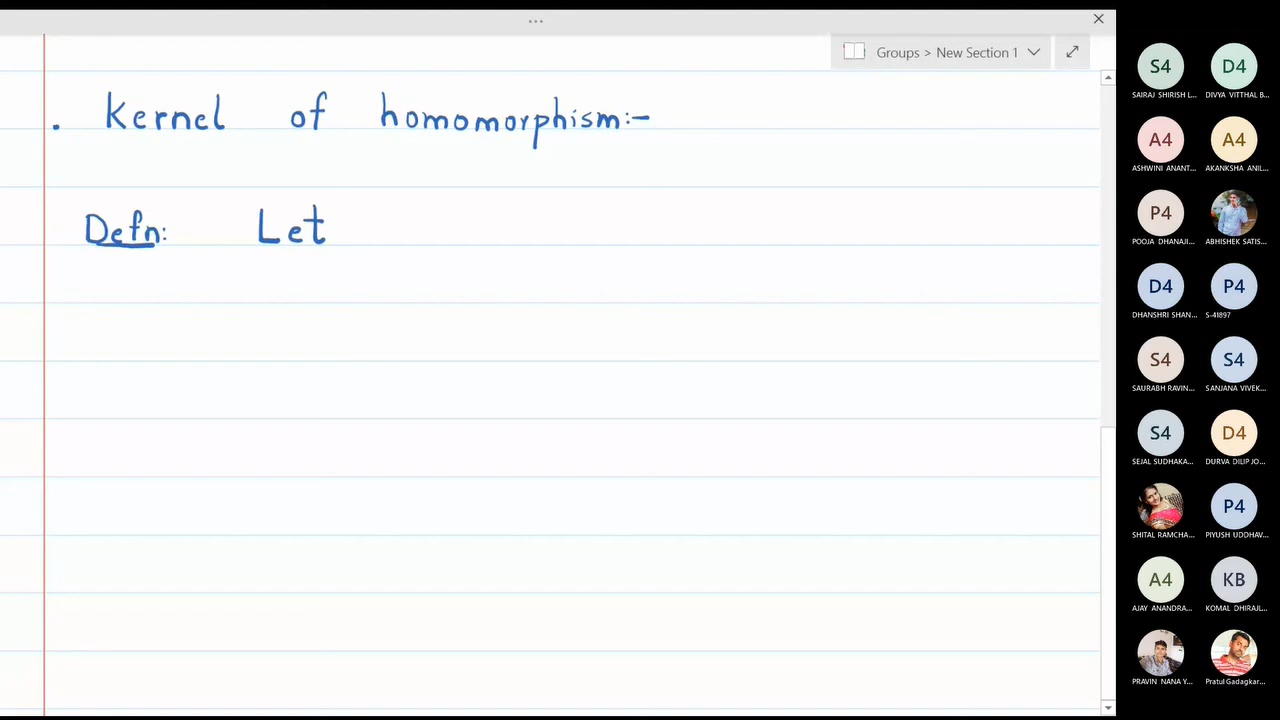 ...
Groups > New Section 1
. Kernel of homomorphism:-
Defn: Let
S4 D4
SAIRAJ SHIRISH L... DIVYA VITTHAL B...
A4 A4
ASHWINI ANANT... AKANKSHA ANIL...
P4
POOJA DHANAJI... ABHISHEK SATIS...
D4 P4
DHANSHRI SHAN... S-41897
S4 S4
SAURABH RAVIN... SANJANA VIVEK...
S4 D4
SEJAL SUDHAKA... DURVA DILIP JO...
P4
SHITAL RAMCHA... PIYUSH UDDHAV...
A4 KB
AJAY ANANDRA... KOMAL DHIRAJL...
PRAVIN NANA Y... Pratul Gadagkar...